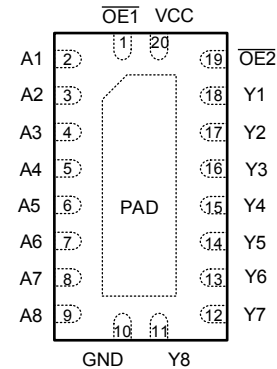 OE1 VCC
1 20
A1 2 19 OE2
A2 3 18 Y1
A3 4 17 Y2
A4 5 16 Y3
A5 6 PAD 15 Y4
A6 7 14 Y5
A7 8 13 Y6
A8 9 12 Y7
10 11
GND Y8